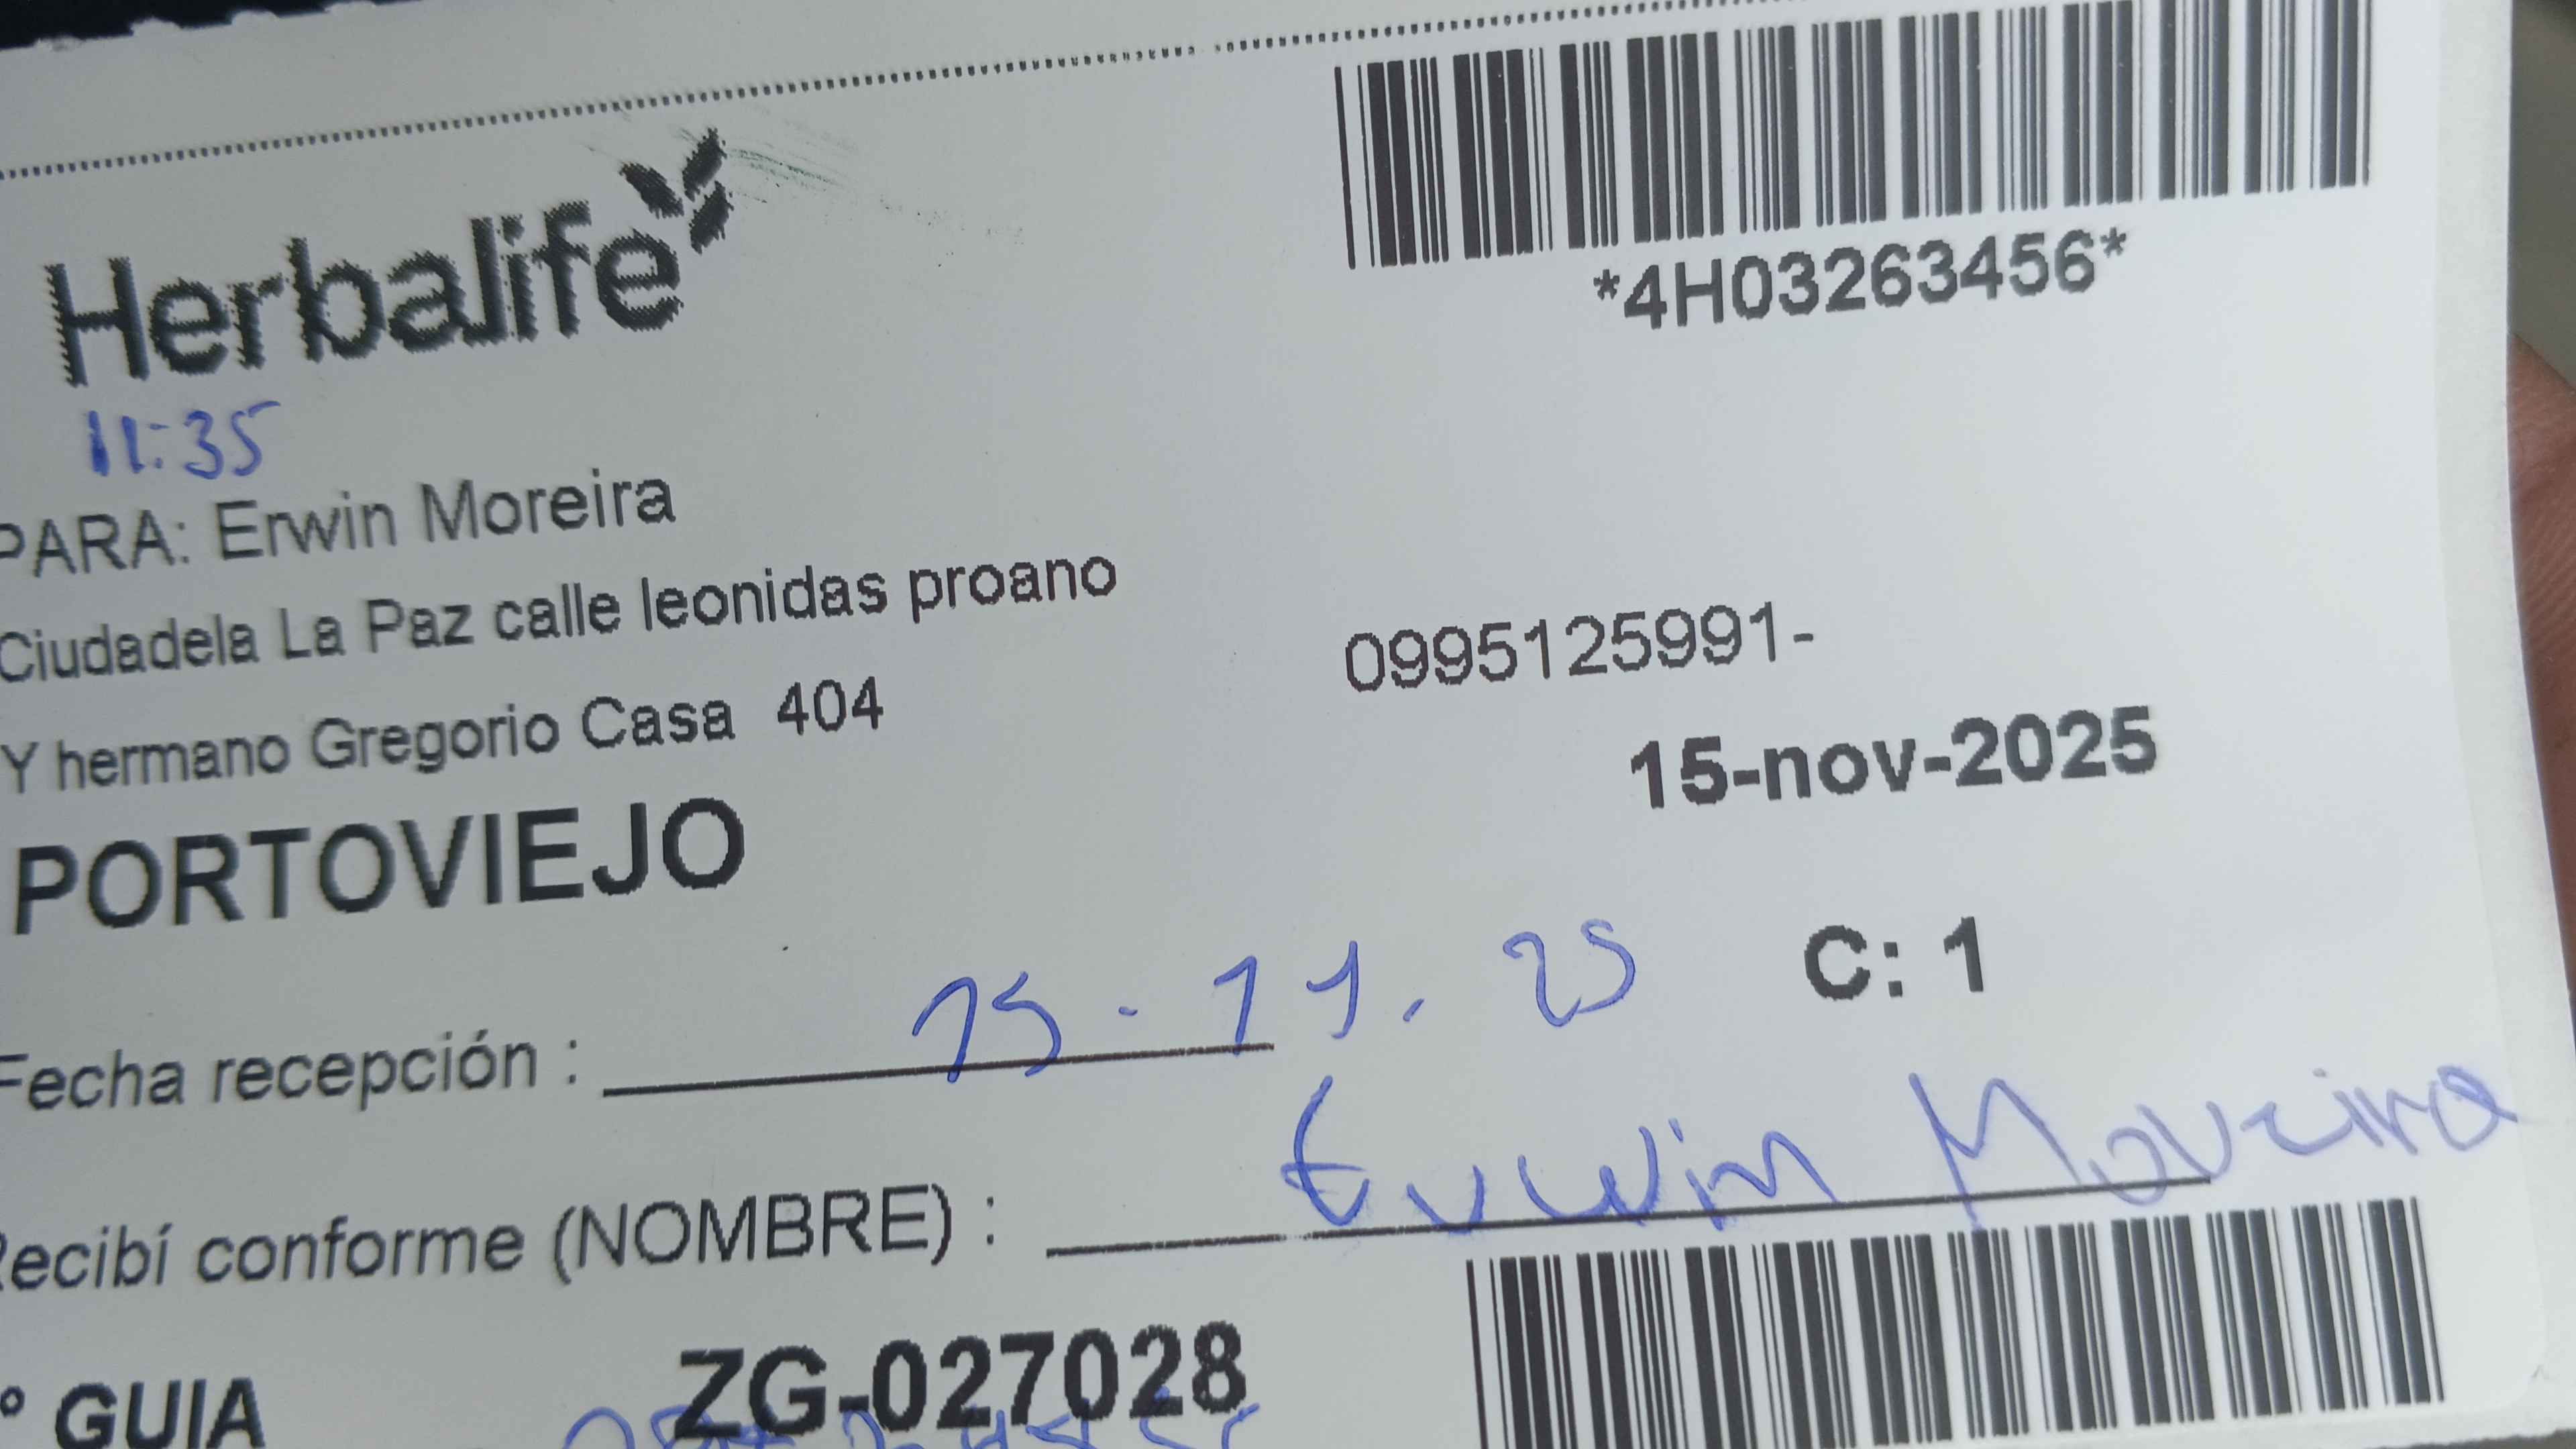 Herbalife
*4H03263456*
11:35
PARA: Erwin Moreira
Ciudadela La Paz calle leonidas proano
0995125991-
Y hermano Gregorio Casa 404
15-nov-2025
PORTOVIEJO
C: 1
Fecha recepción : 15-11.25
Recibí conforme (NOMBRE) : Erwin Moreira
° GUIA ZG-027028